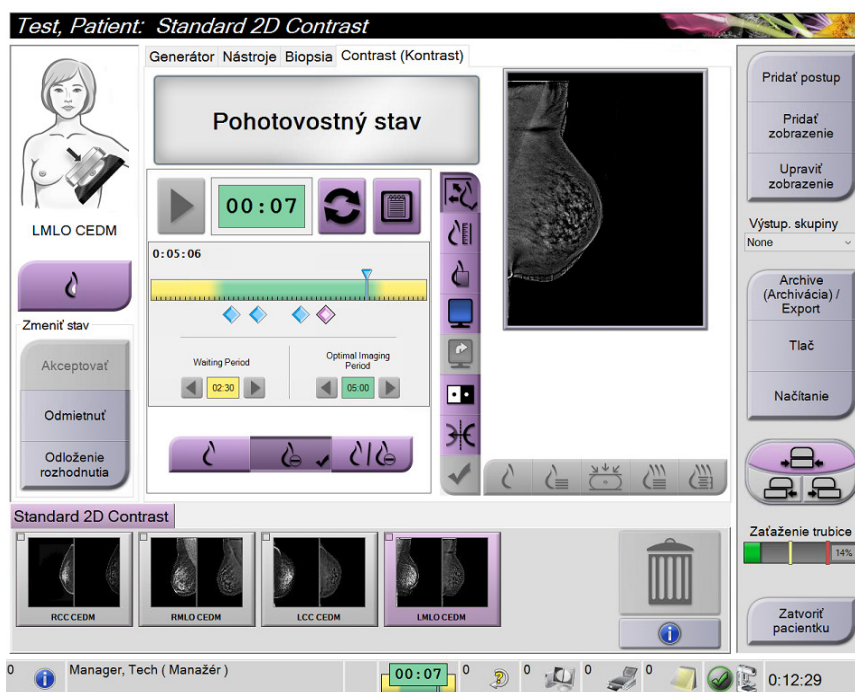 Test, Patient: Standard 2D Contrast
Generátor Nástroje Biopsia Contrast (Kontrast)
Pohotovostný stav
LMLO CEDM
00:07
0:05:06
Waiting Period
Optimal Imaging
Period
02:30
05:00
Zmeniť stav
Akceptovať
Odmietnuť
Odloženie
rozhodnutia
Pridať postup
Pridať
zobrazenie
Upraviť
zobrazenie
Výstup. skupiny
None
Archive
(Archivácia) /
Export
Tlač
Načítanie
Zaťaženie trubice
14%
Zatvoriť
pacientku
Standard 2D Contrast
RCC CEDM
RMLO CEDM
LCC CEDM
LMLO CEDM
0
Manager, Tech ( Manažér )
00:07
0
0
0
0
0:12:29